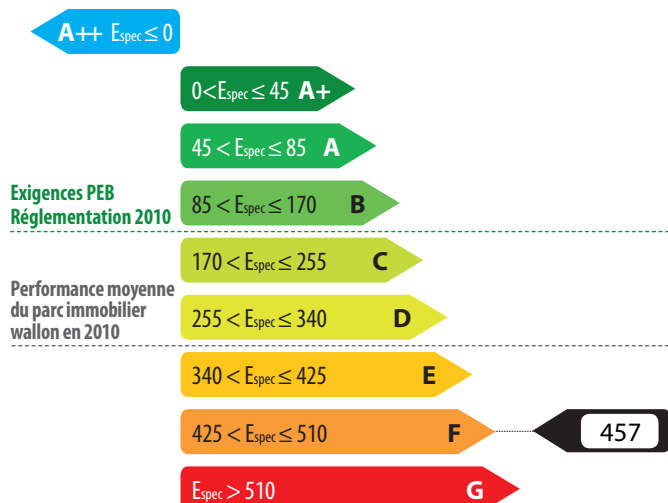 A++ Espec ≤ 0
0<Espec ≤ 45 A+
45 < Espec ≤ 85 A
Exigences PEB
Réglementation 2010
85 < Espec ≤ 170 B
170 < Espec ≤ 255 C
Performance moyenne
du parc immobilier
wallon en 2010
255 < Espec ≤ 340 D
340 < Espec ≤ 425 E
425 < Espec ≤ 510 F
457
Espec > 510 G